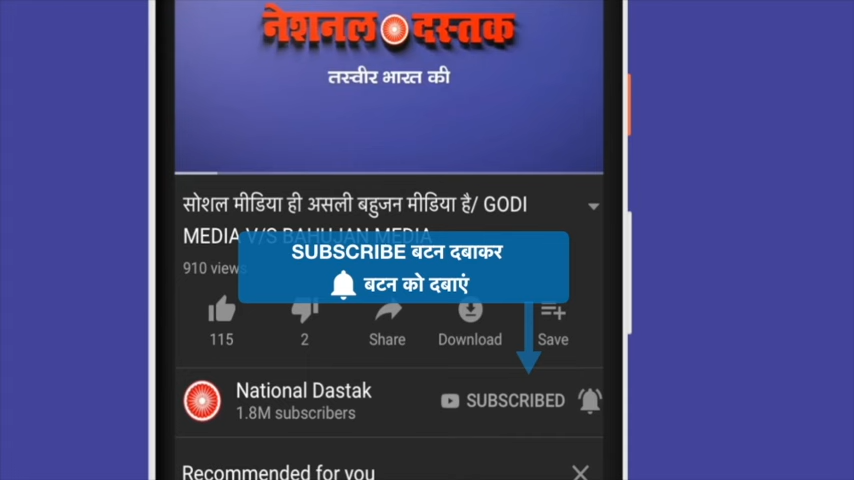 नेशनल दस्तक
तस्वीर भारत की
सोशल मीडिया ही असली बहुजन मीडिया है/ GODI
MEDIA V/S BAHUJAN MEDIA
910 views
SUBSCRIBE बटन दबाकर
बटन को दबाएं
115
2
Share
Download
Save
National Dastak
1.8M subscribers
SUBSCRIBED
Recommended for you